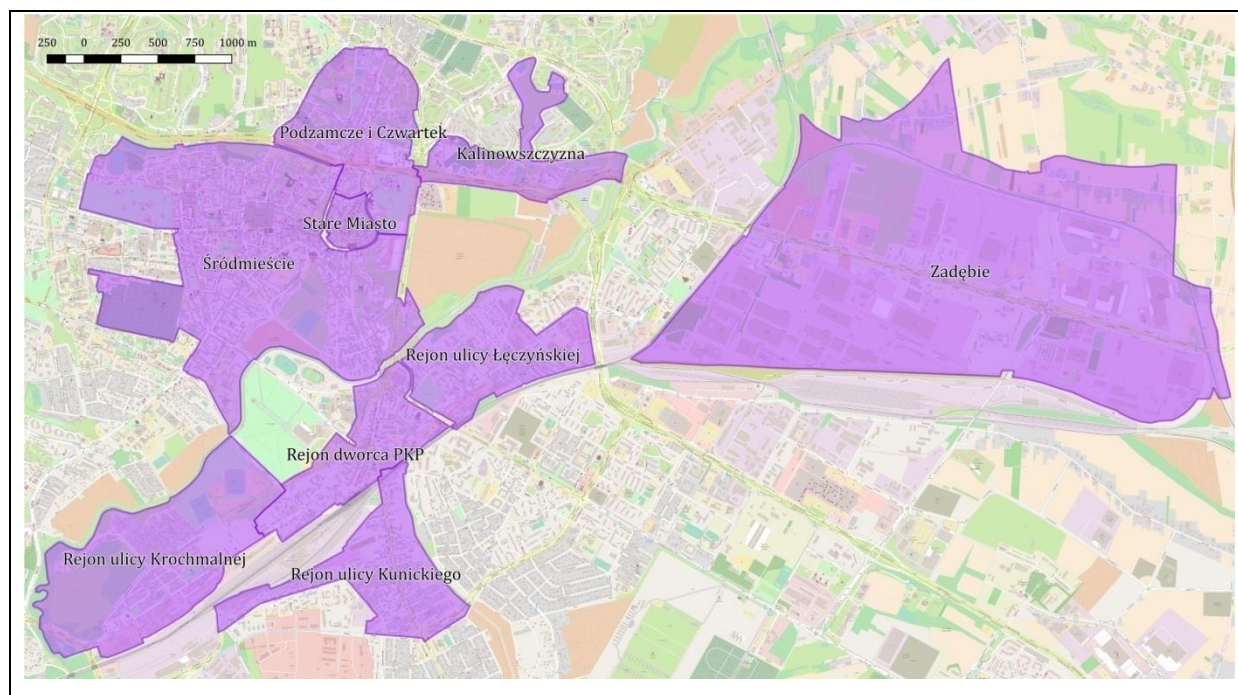 250 0 250 500 750 1000 m
Podzamcze i Czwartek
Kalinowszczyzna
Stare Miasto
Śródmieście
Zadębie
Rejon ulicy Łęczyńskiej
Rejon dworca PKP
Rejon ulicy Krochmalnej
Rejon ulicy Kunickiego